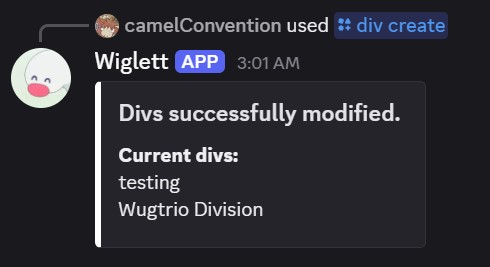 camelConvention used div create
Wiglett APP 3:01 AM
Divs successfully modified.
Current divs:
testing
Wugtrio Division